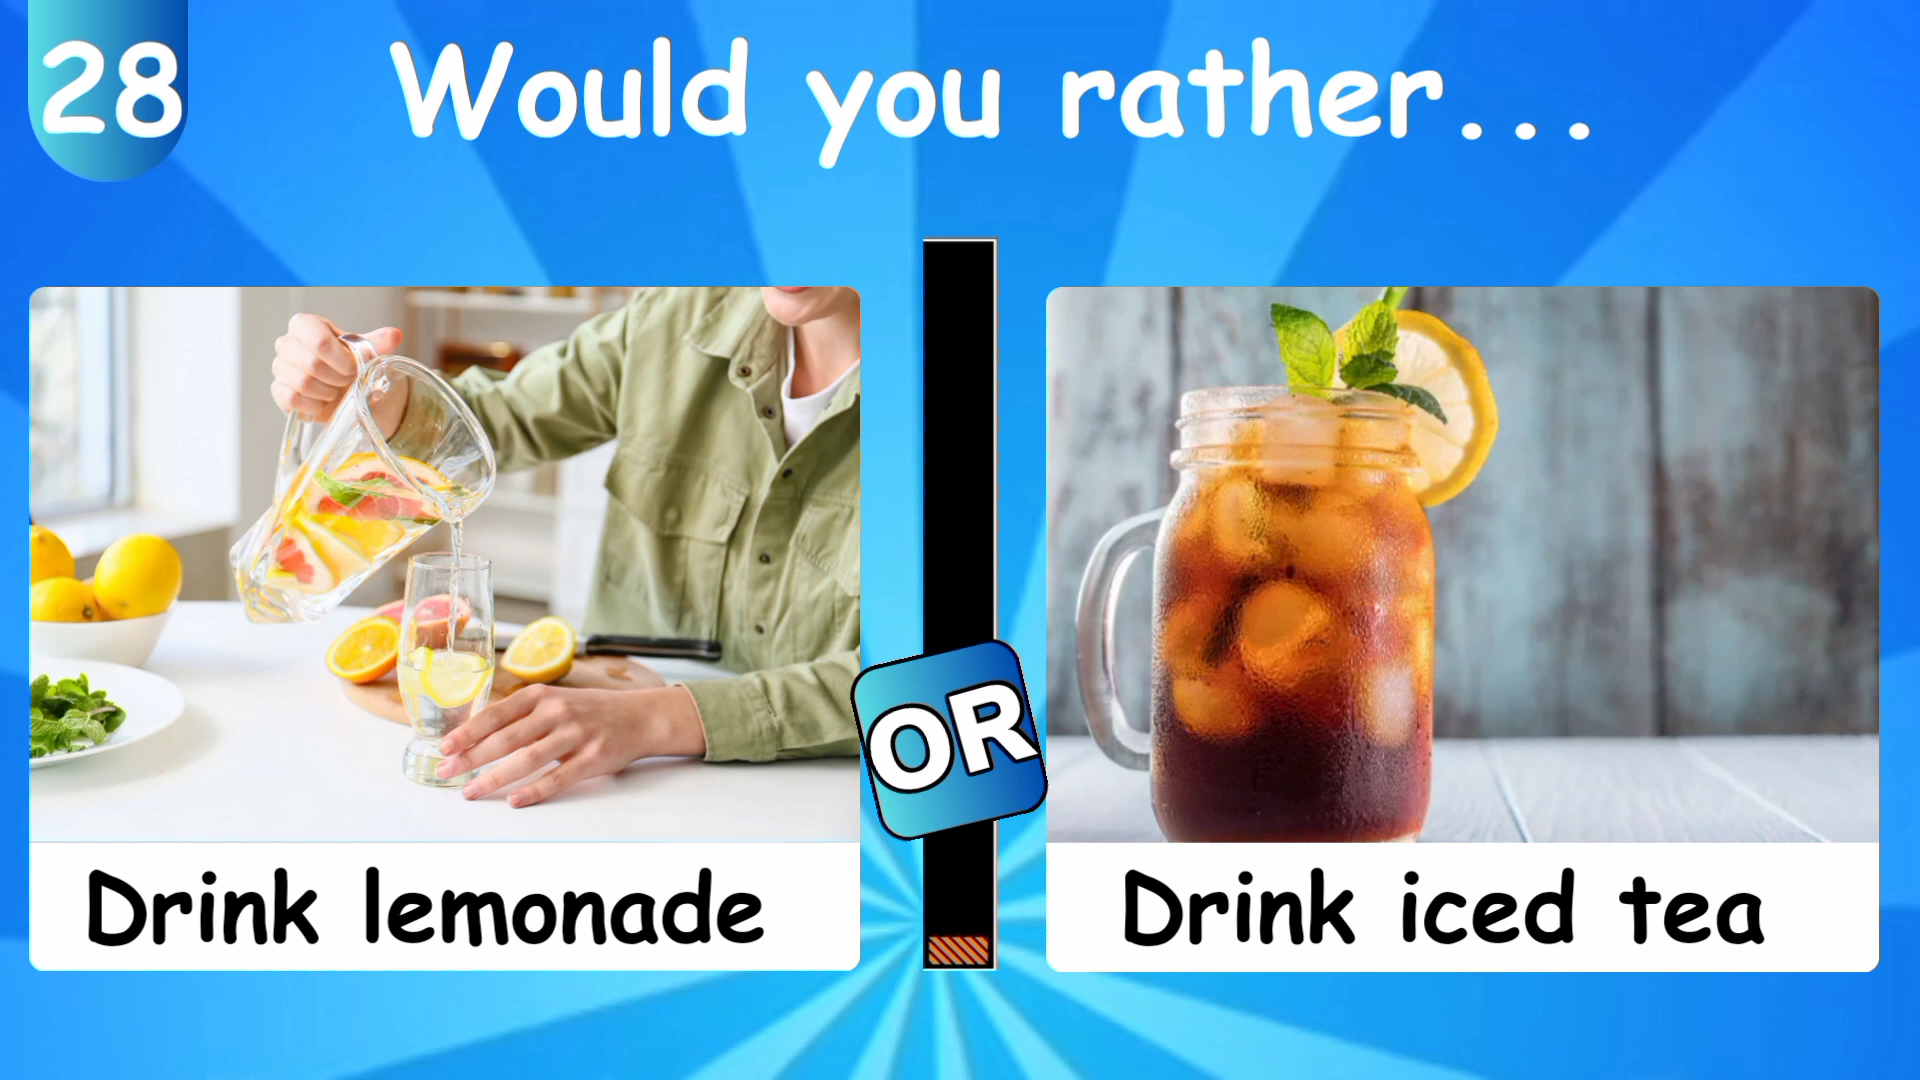 28
Would you rather...
OR
Drink lemonade
Drink iced tea